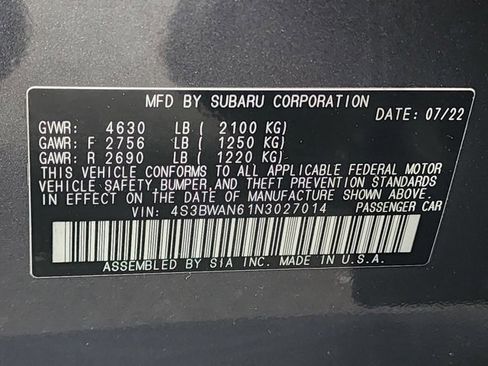 MFD BY SUBARU CORPORATION
DATE: 07/22
GVWR: 4630 LB ( 2100 KG)
GAWR: F 2756 LB ( 1250 KG)
GAWR: R 2690 LB ( 1220 KG)
THIS VEHICLE CONFORMS TO ALL APPLICABLE FEDERAL MOTOR
VEHICLE SAFETY, BUMPER, AND THEFT PREVENTION STANDARDS
IN EFFECT ON THE DATE OF MANUFACTURE SHOWN ABOVE.
VIN: 4S3BWAN61N3027014 PASSENGER CAR
ASSEMBLED BY SIA INC. MADE IN U.S.A.